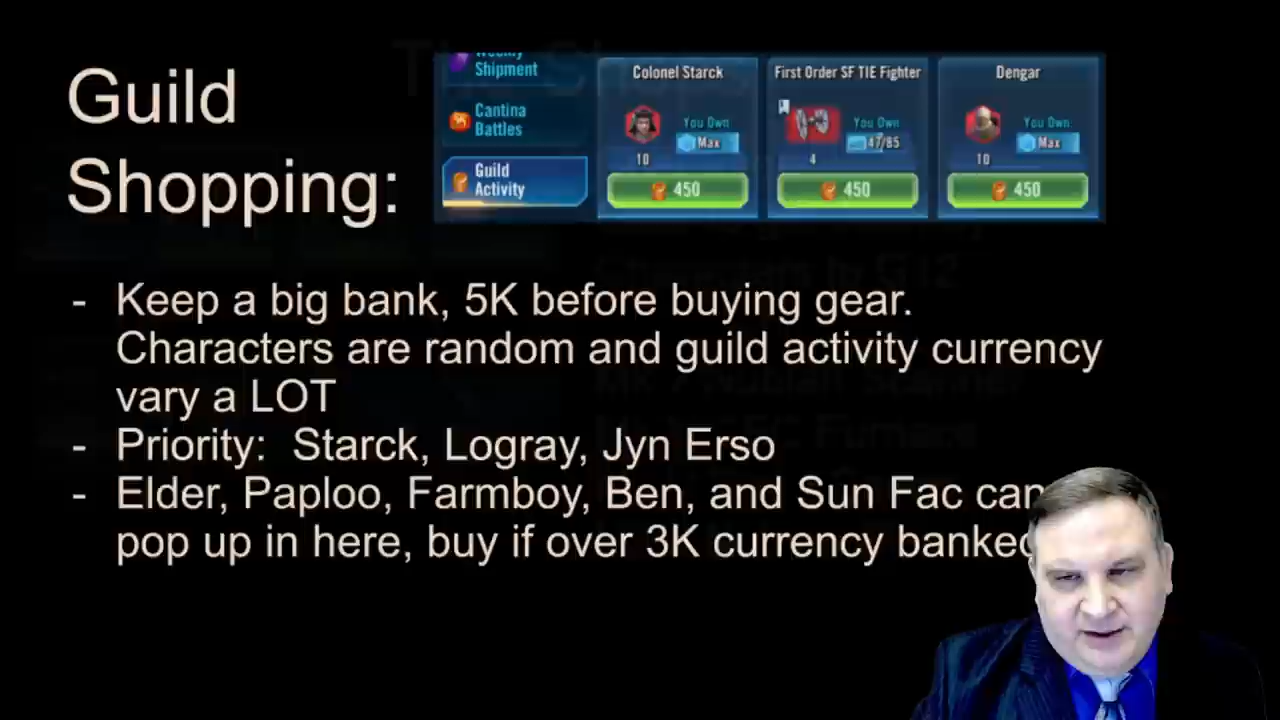 Guild
Shopping:
Weekly
Shipment
Cantina
Battles
Guild
Activity
Colonel Starck
You Own:
Max
10
450
First Order SF TIE Fighter
You Own
47/85
4
450
Dengar
You Own:
Max
10
450
- Keep a big bank, 5K before buying gear.
Characters are random and guild activity currency
vary a LOT
- Priority: Starck, Logray, Jyn Erso
- Elder, Paploo, Farmboy, Ben, and Sun Fac can
pop up in here, buy if over 3K currency banked